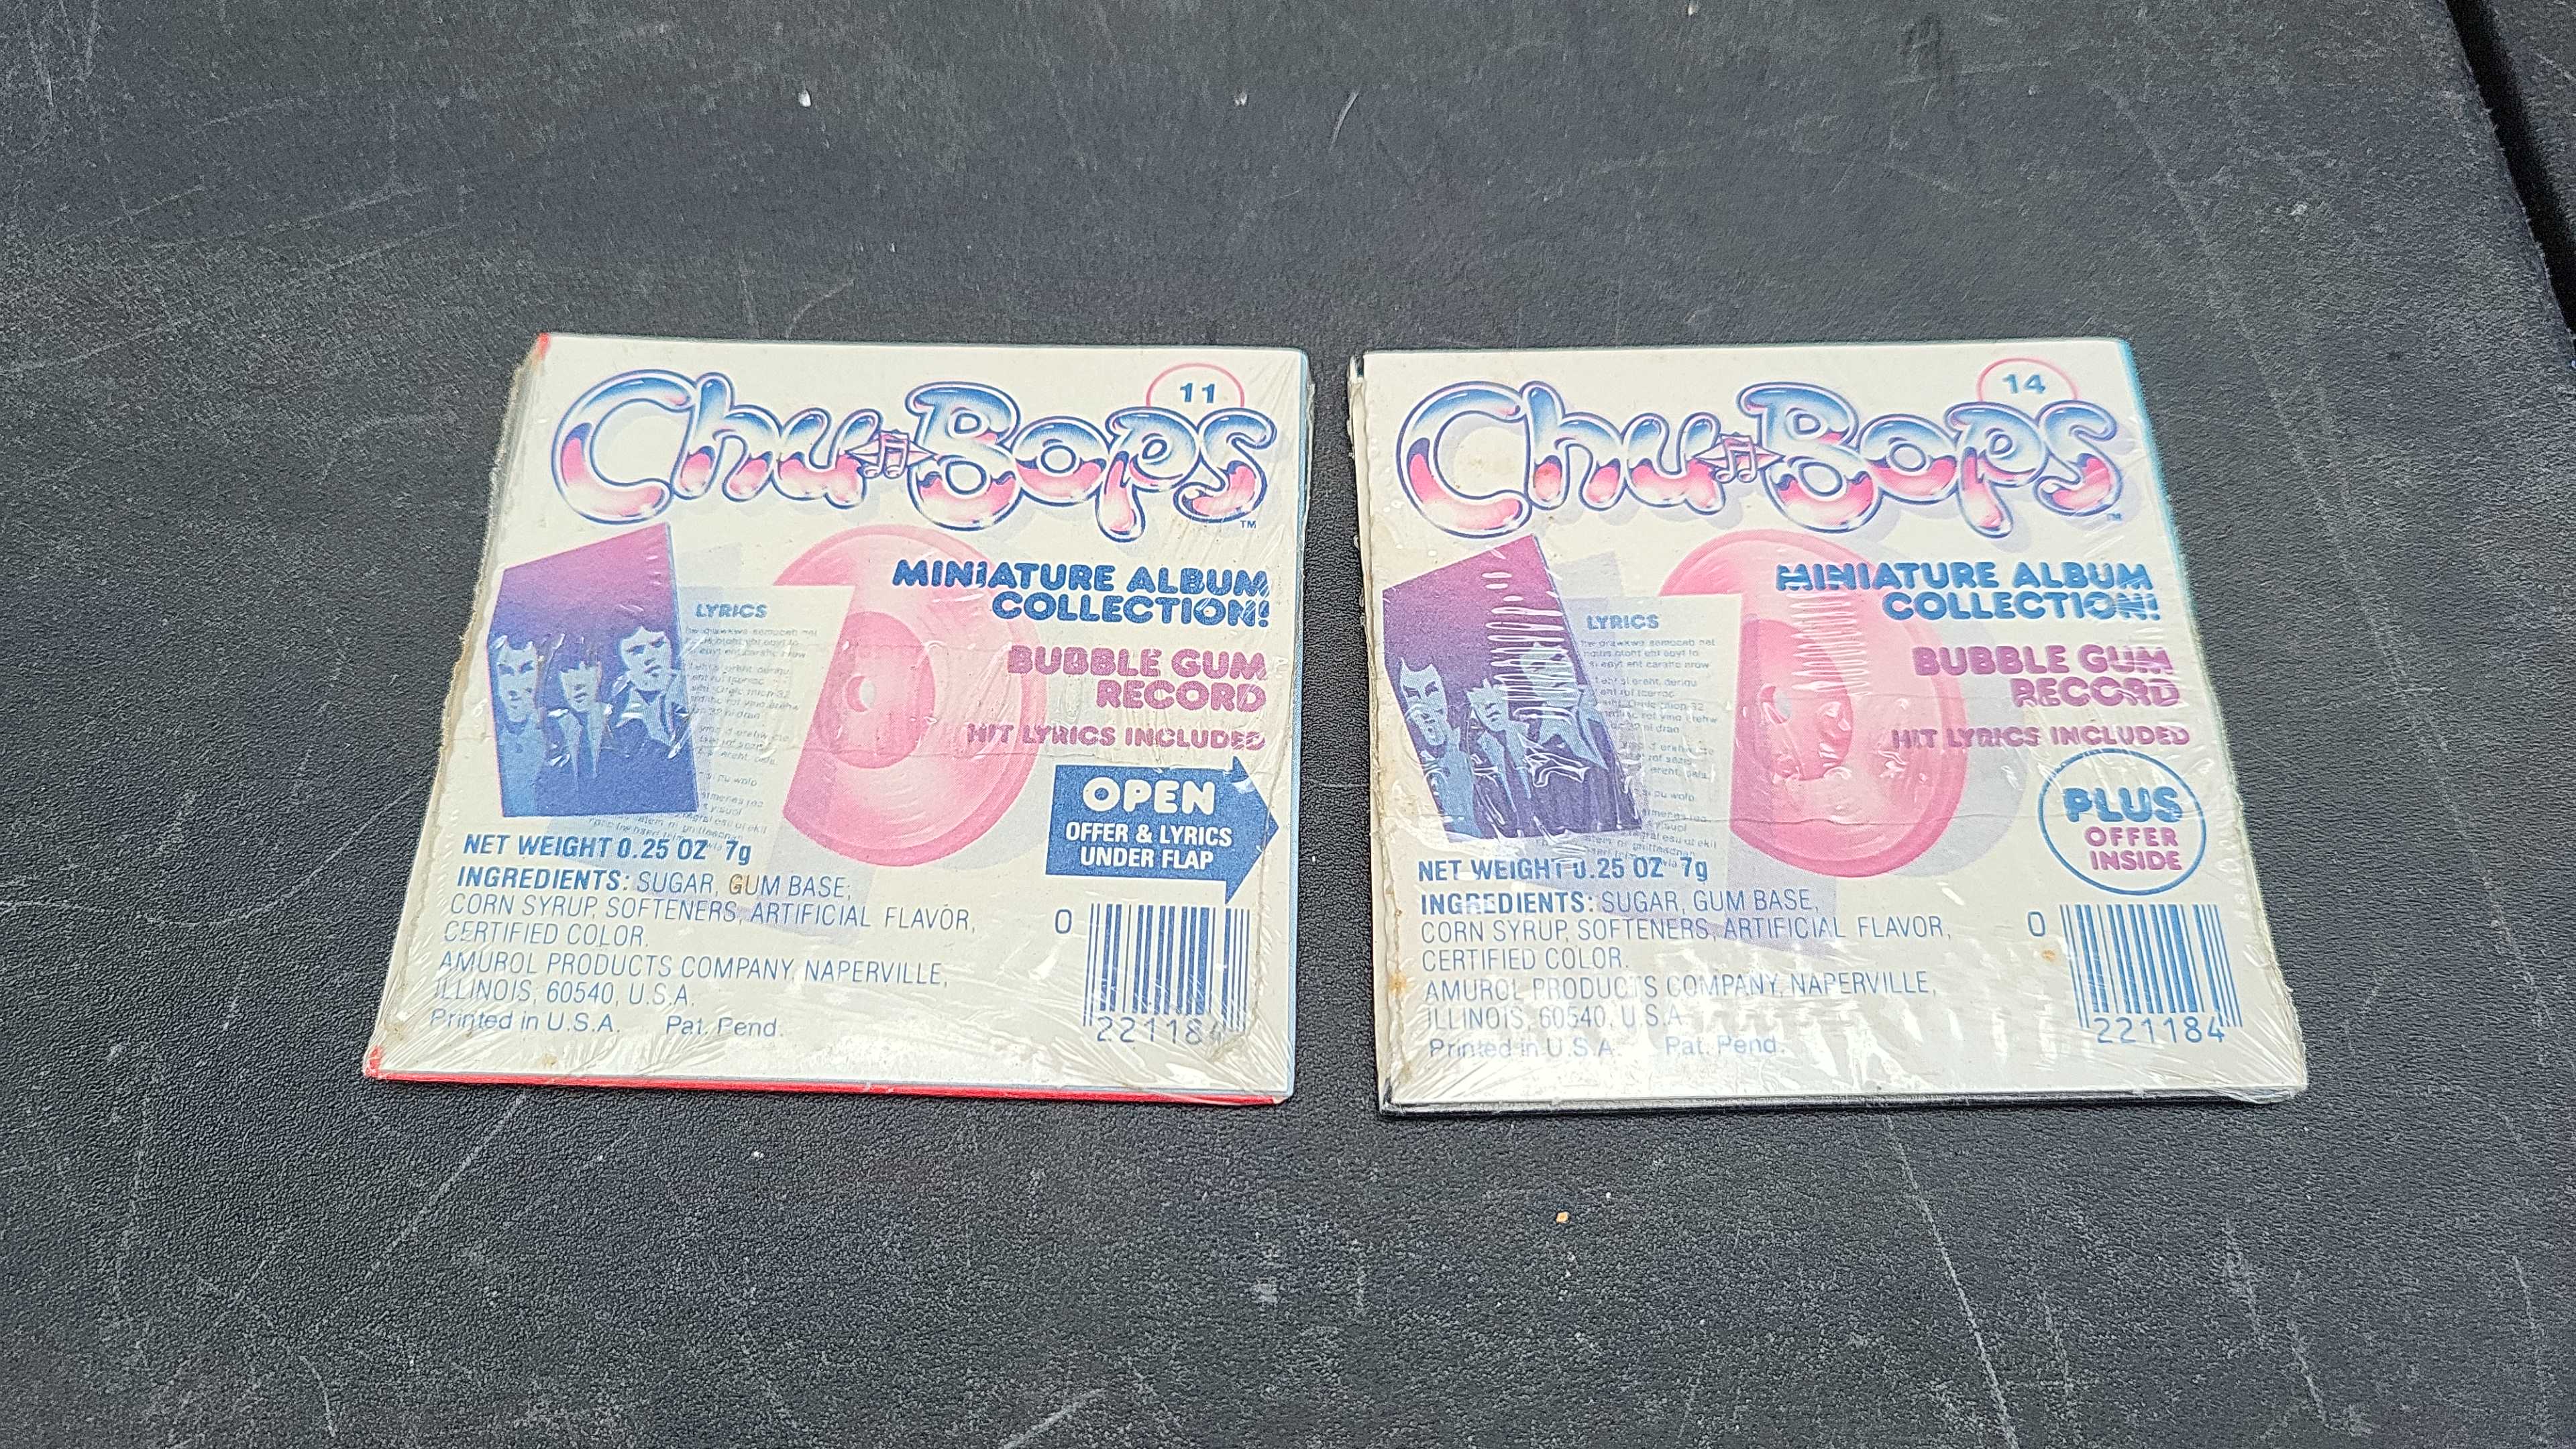 11
Chu Bops
TM
MINIATURE ALBUM
COLLECTION!
LYRICS
BUBBLE GUM
RECORD
HIT LYRICS INCLUDED
OPEN
OFFER & LYRICS
UNDER FLAP
NET WEIGHT 0.25 OZ 7g
INGREDIENTS: SUGAR, GUM BASE,
CORN SYRUP, SOFTENERS, ARTIFICIAL FLAVOR,
CERTIFIED COLOR.
AMUROL PRODUCTS COMPANY, NAPERVILLE,
ILLINOIS, 60540, U.S.A.
Printed in U.S.A. Pat. Pend.
0
221184
14
Chu Bops
TM
MINIATURE ALBUM
COLLECTION!
LYRICS
BUBBLE GUM
RECORD
HIT LYRICS INCLUDED
PLUS
OFFER
INSIDE
NET WEIGHT 0.25 OZ 7g
INGREDIENTS: SUGAR, GUM BASE,
CORN SYRUP, SOFTENERS, ARTIFICIAL FLAVOR,
CERTIFIED COLOR.
AMUROL PRODUCTS COMPANY, NAPERVILLE,
ILLINOIS, 60540, U.S.A
Printed in U.S.A. Pat. Pend.
0
221184